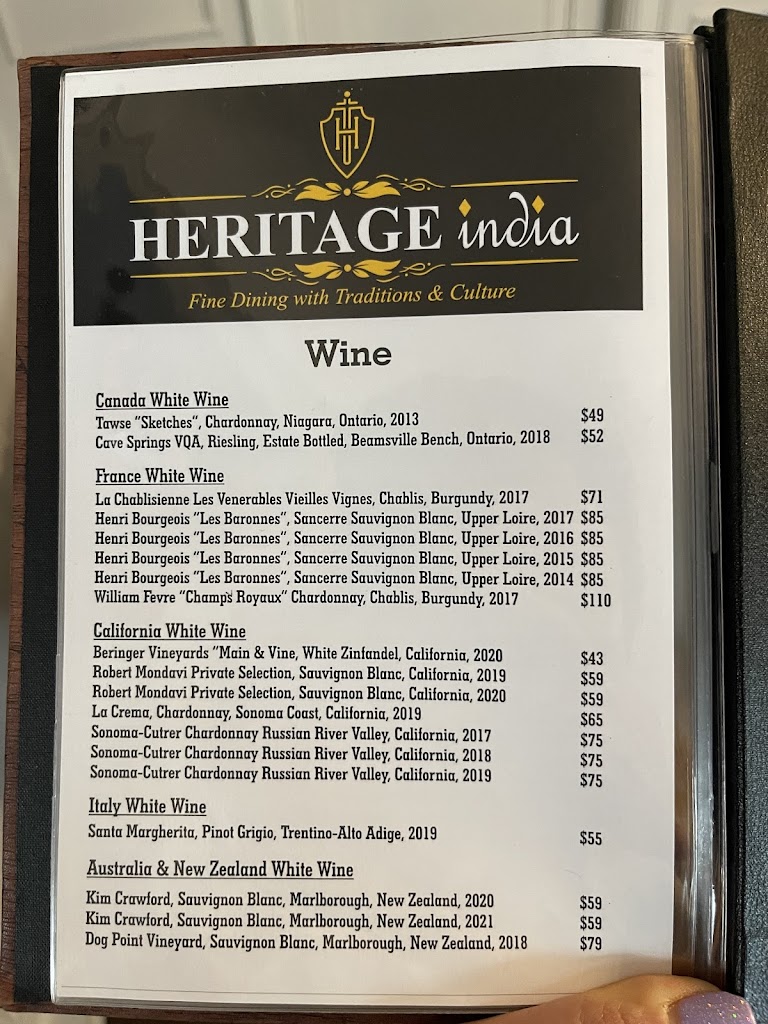 HERITAGE india
Fine Dining with Traditions & Culture
Wine
Canada White Wine
Tawse "Sketches", Chardonnay, Niagara, Ontario, 2013 $49
Cave Springs VQA, Riesling, Estate Bottled, Beamsville Bench, Ontario, 2018 $52
France White Wine
La Chablisienne Les Venerables Vieilles Vignes, Chablis, Burgundy, 2017 $71
Henri Bourgeois "Les Baronnes", Sancerre Sauvignon Blanc, Upper Loire, 2017 $85
Henri Bourgeois "Les Baronnes", Sancerre Sauvignon Blanc, Upper Loire, 2016 $85
Henri Bourgeois "Les Baronnes", Sancerre Sauvignon Blanc, Upper Loire, 2015 $85
Henri Bourgeois "Les Baronnes", Sancerre Sauvignon Blanc, Upper Loire, 2014 $85
William Fevre "Champs Royaux" Chardonnay, Chablis, Burgundy, 2017 $110
California White Wine
Beringer Vineyards "Main & Vine, White Zinfandel, California, 2020 $43
Robert Mondavi Private Selection, Sauvignon Blanc, California, 2019 $59
Robert Mondavi Private Selection, Sauvignon Blanc, California, 2020 $59
La Crema, Chardonnay, Sonoma Coast, California, 2019 $65
Sonoma-Cutrer Chardonnay Russian River Valley, California, 2017 $75
Sonoma-Cutrer Chardonnay Russian River Valley, California, 2018 $75
Sonoma-Cutrer Chardonnay Russian River Valley, California, 2019 $75
Italy White Wine
Santa Margherita, Pinot Grigio, Trentino-Alto Adige, 2019 $55
Australia & New Zealand White Wine
Kim Crawford, Sauvignon Blanc, Marlborough, New Zealand, 2020 $59
Kim Crawford, Sauvignon Blanc, Marlborough, New Zealand, 2021 $59
Dog Point Vineyard, Sauvignon Blanc, Marlborough, New Zealand, 2018 $79